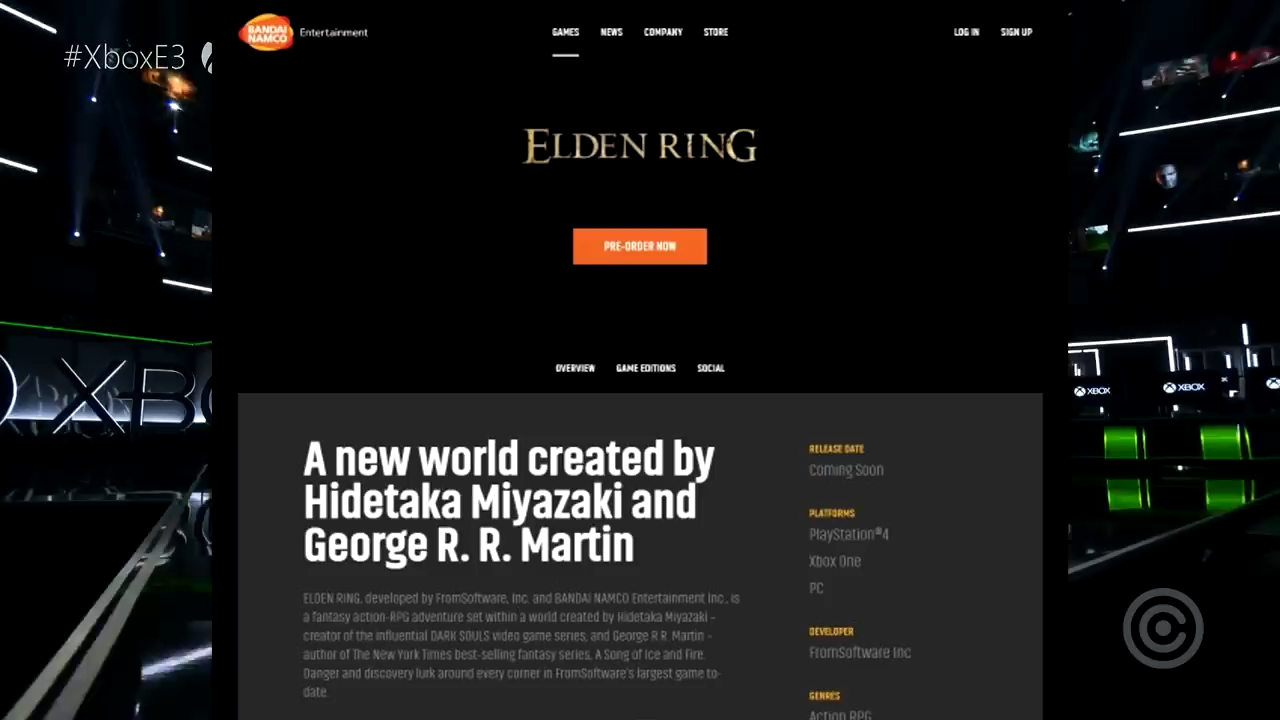 #XboxE3
BANDAI
NAMCO
Entertainment
GAMES NEWS COMPANY STORE
LOG IN SIGN UP
ELDEN RING
PRE-ORDER NOW
OVERVIEW GAME EDITIONS SOCIAL
A new world created by
Hidetaka Miyazaki and
George R. R. Martin
ELDEN RING, developed by FromSoftware, Inc. and BANDAI NAMCO Entertainment Inc., is
a fantasy action-RPG adventure set within a world created by Hidetaka Miyazaki –
creator of the influential DARK SOULS video game series, and George R.R. Martin –
author of The New York Times best-selling fantasy series, A Song of Ice and Fire.
Danger and discovery lurk around every corner in FromSoftware's largest game to-
date.
RELEASE DATE
Coming Soon
PLATFORMS
PlayStation®4
Xbox One
PC
DEVELOPER
FromSoftware Inc
GENRES
Action RPG
XBO
XBOX
XBOX